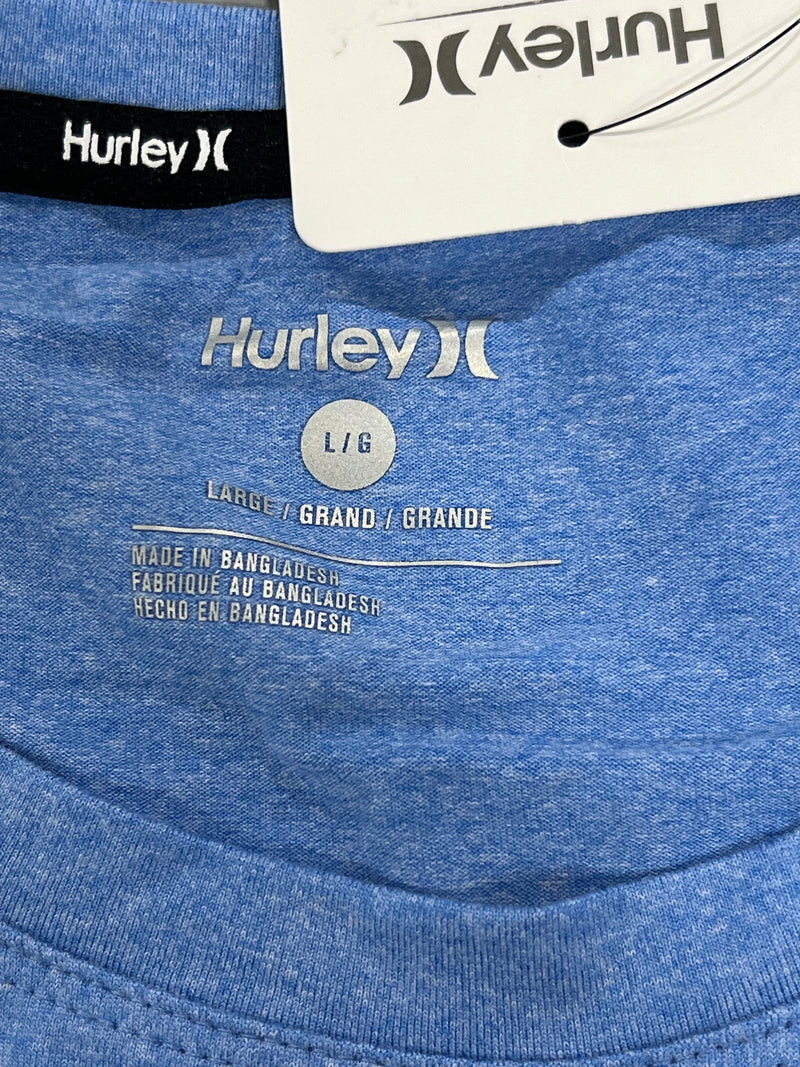 Hurley
Hurley
Hurley
L/G
LARGE / GRAND / GRANDE
MADE IN BANGLADESH
FABRIQUÉ AU BANGLADESH
HECHO EN BANGLADESH